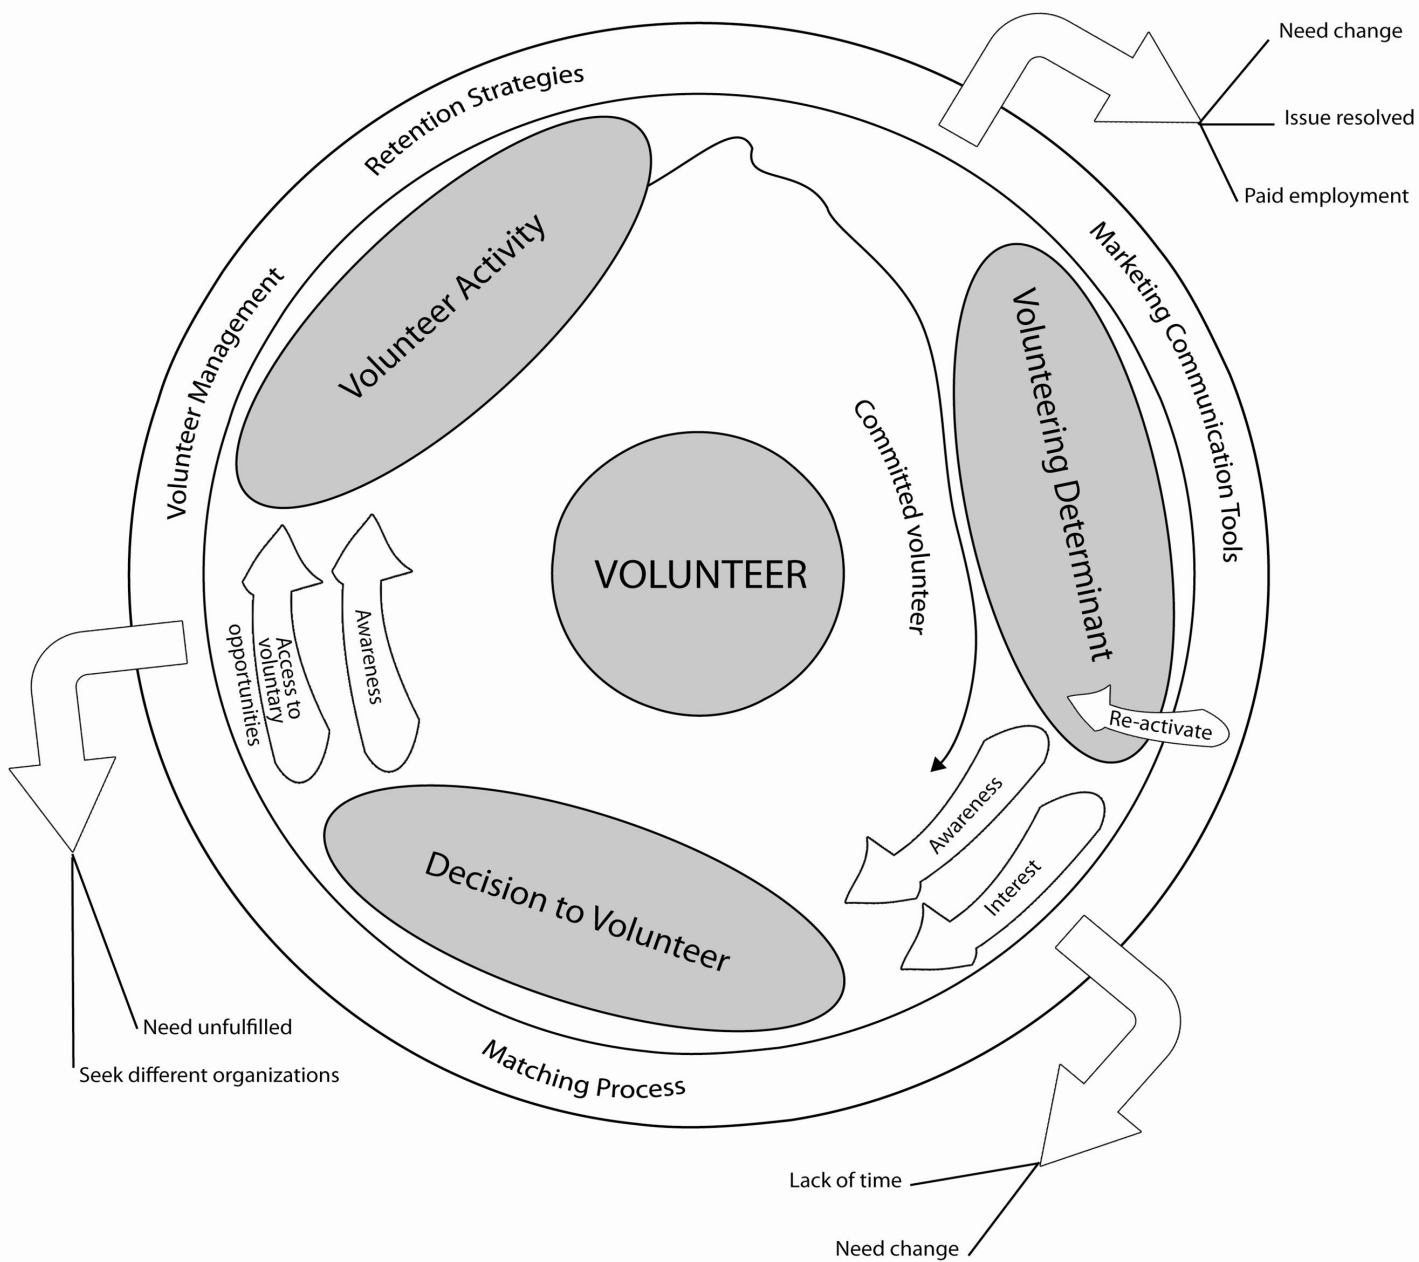 Need change
Issue resolved
Paid employment
Retention Strategies
Volunteer Management
Marketing Communication Tools
Volunteer Activity
Volunteering Determinant
Committed volunteer
VOLUNTEER
Access to
voluntary
opportunities
Awareness
Re-activate
Awareness
Interest
Decision to Volunteer
Matching Process
Need unfulfilled
Seek different organizations
Lack of time
Need change